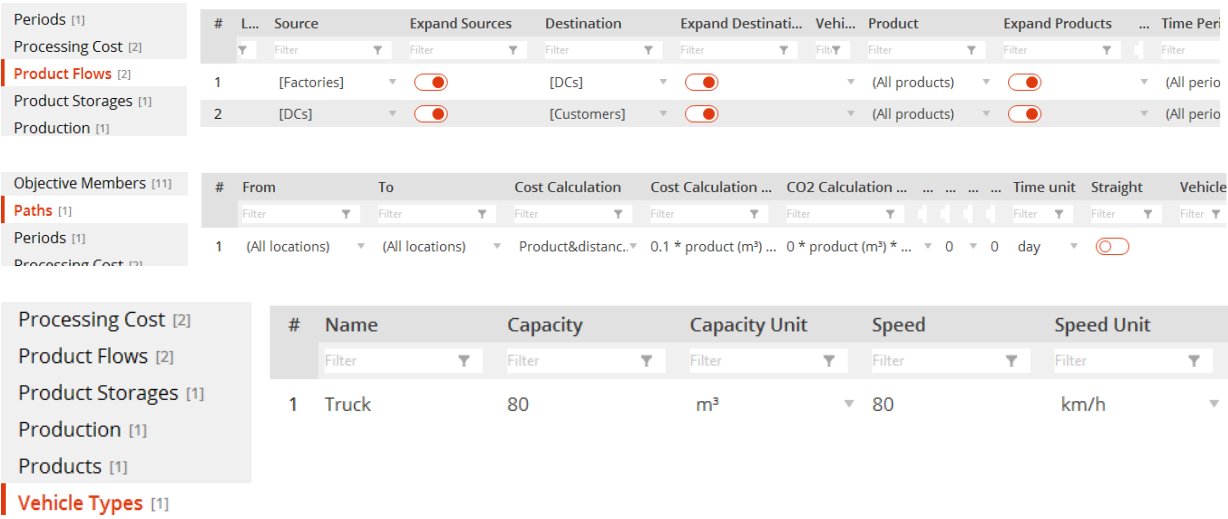 Periods [1]
Processing Cost [2]
Product Flows [2]
Product Storages [1]
Production [1]
# L... Source Expand Sources Destination Expand Destinati... Vehi... Product Expand Products ... Time Peri
Filter Filter Filter Filter Filter Filter Filter Filter
1 [Factories] [DCs] (All products) (All perio
2 [DCs] [Customers] (All products) (All perio
Objective Members [11]
Paths [1]
Periods [1]
Processing Cost [2]
# From To Cost Calculation Cost Calculation ... CO2 Calculation ... ... ... ... ... Time unit Straight Vehicle
Filter Filter Filter Filter Filter Filter Filter Filter
1 (All locations) (All locations) Product&distanc... 0.1 * product (m³) ... 0 * product (m³) * ... 0 0 day
Processing Cost [2]
Product Flows [2]
Product Storages [1]
Production [1]
Products [1]
Vehicle Types [1]
# Name Capacity Capacity Unit Speed Speed Unit
Filter Filter Filter Filter Filter
1 Truck 80 m³ 80 km/h